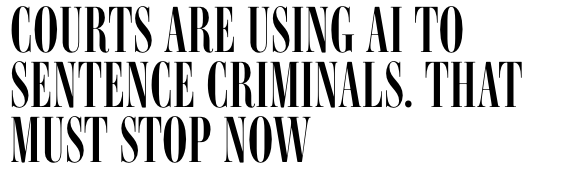 COURTS ARE USING AI TO
SENTENCE CRIMINALS. THAT
MUST STOP NOW